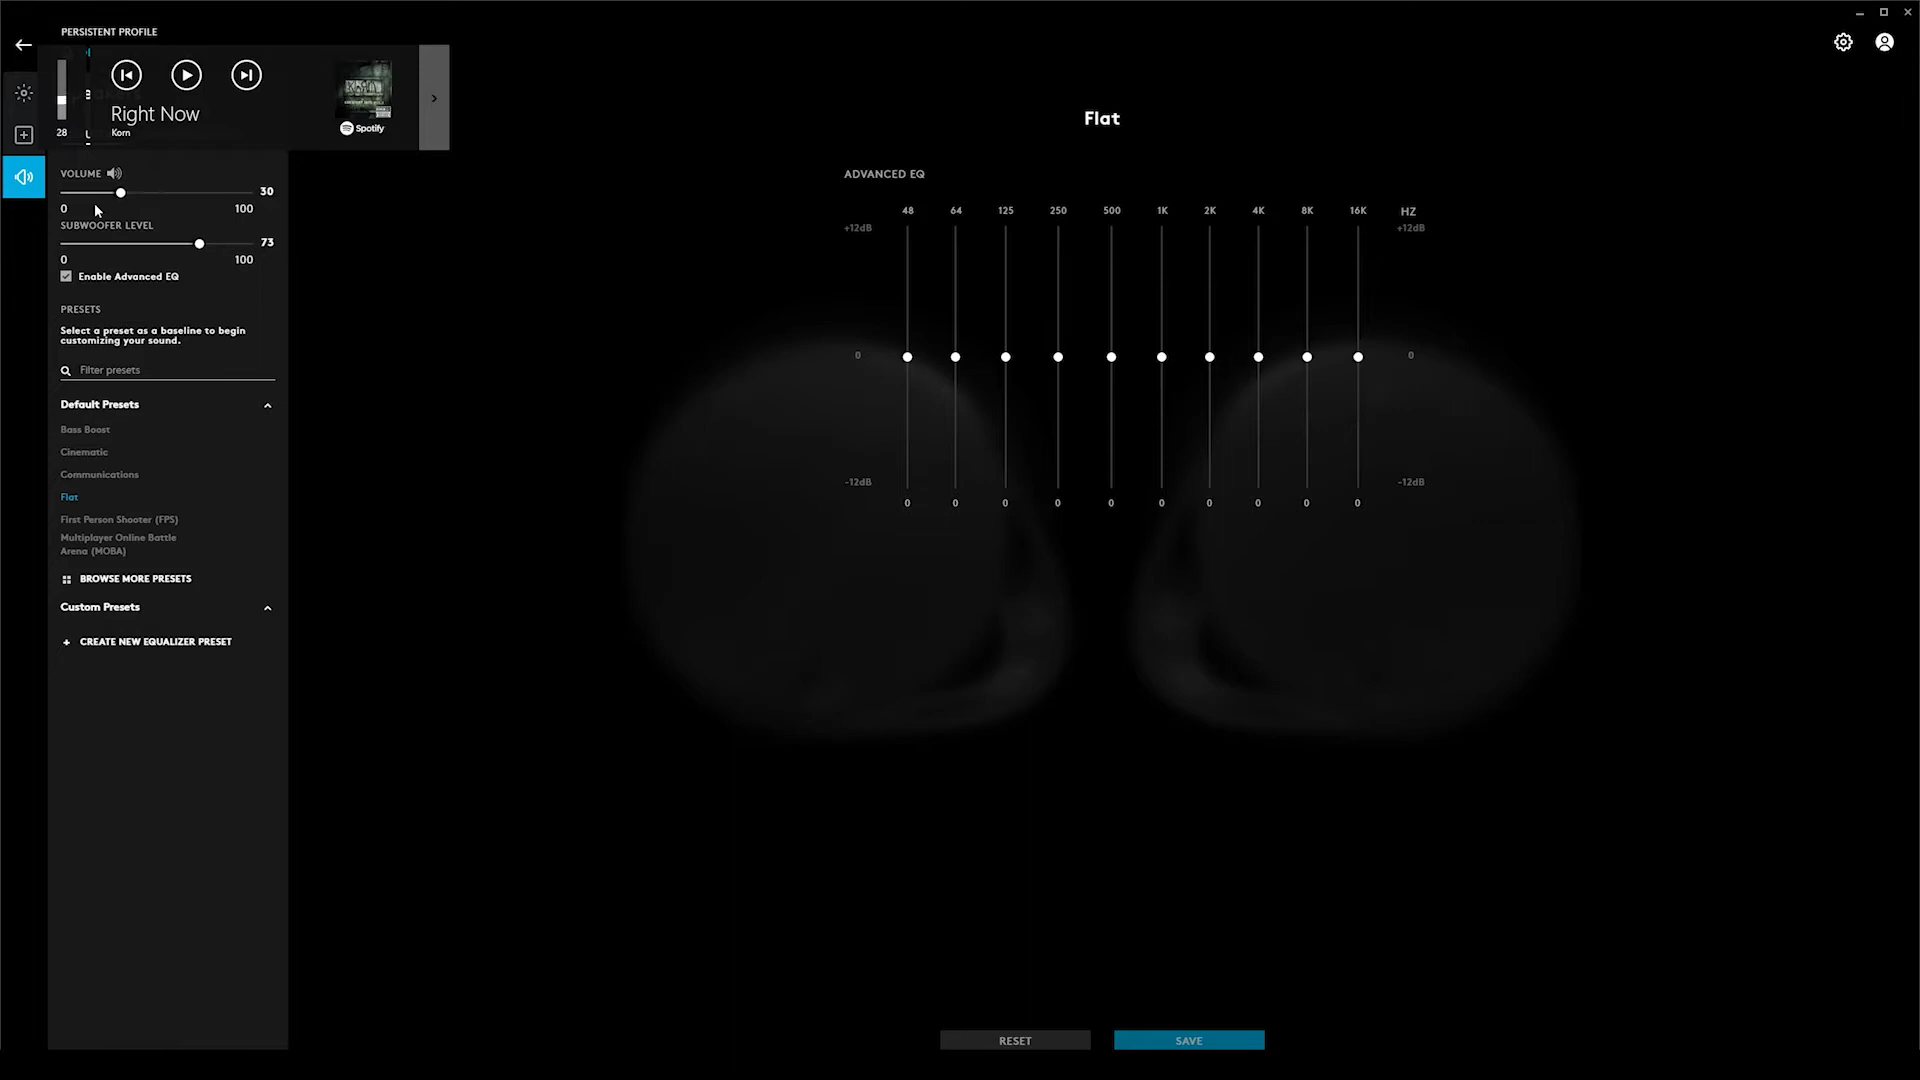 PERSISTENT PROFILE
Right Now
Korn
28
Spotify
VOLUME
30
0 100
SUBWOOFER LEVEL
73
0 100
Enable Advanced EQ
PRESETS
Select a preset as a baseline to begin
customizing your sound.
Filter presets
Default Presets
Bass Boost
Cinematic
Communications
Flat
First Person Shooter (FPS)
Multiplayer Online Battle
Arena (MOBA)
BROWSE MORE PRESETS
Custom Presets
+ CREATE NEW EQUALIZER PRESET
Flat
ADVANCED EQ
48 64 125 250 500 1K 2K 4K 8K 16K HZ
+12dB +12dB
0 0
-12dB -12dB
0 0 0 0 0 0 0 0 0 0
RESET SAVE